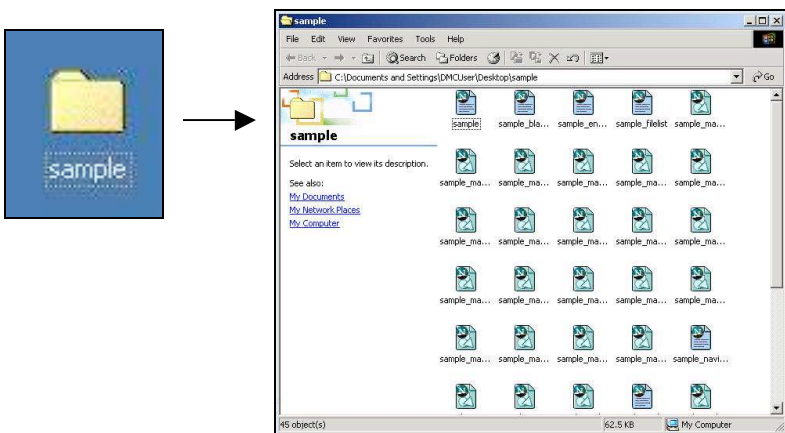 sample
sample
File Edit View Favorites Tools Help
Back Search Folders
Address C:\Documents and Settings\DMCUser\Desktop\sample Go
sample
Select an item to view its description.
See also:
My Documents
My Network Places
My Computer
sample sample_bla... sample_en... sample_filelist sample_ma...
sample_ma... sample_ma... sample_ma... sample_ma... sample_ma...
sample_ma... sample_ma... sample_ma... sample_ma... sample_ma...
sample_ma... sample_ma... sample_ma... sample_ma... sample_ma...
sample_ma... sample_ma... sample_ma... sample_ma... sample_navi...
45 object(s) 62.5 KB My Computer